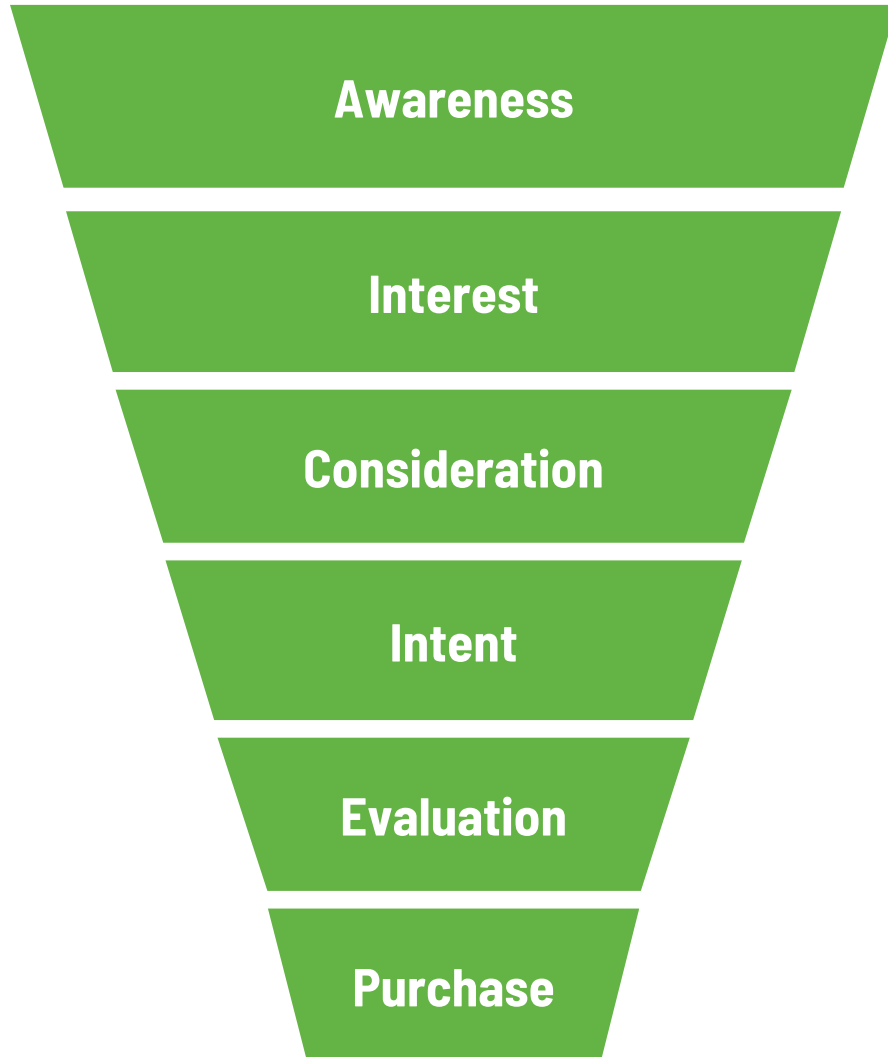 Awareness
Interest
Consideration
Intent
Evaluation
Purchase